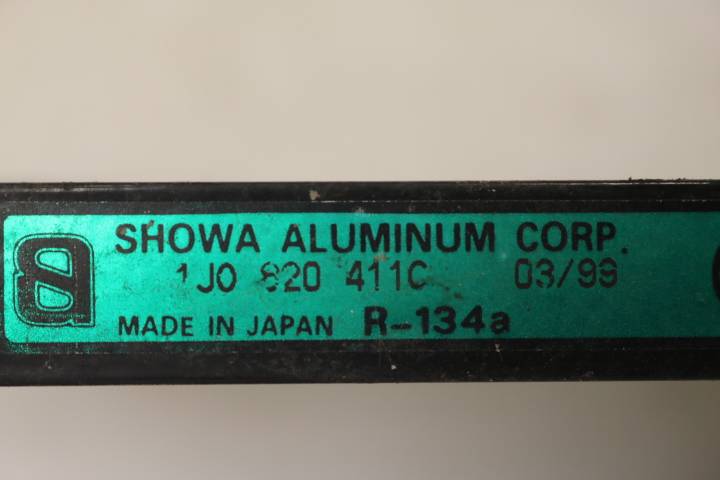 SHOWA ALUMINUM CORP.
1J0 820 411C 03/99
MADE IN JAPAN R-134a